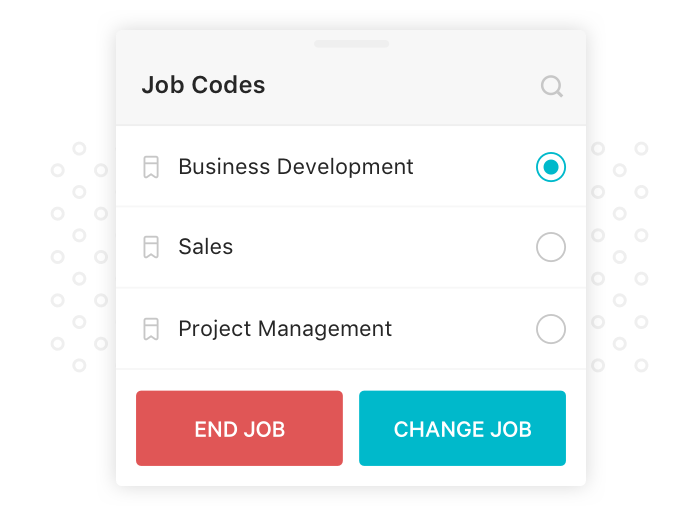 Job Codes
Business Development
Sales
Project Management
END JOB
CHANGE JOB